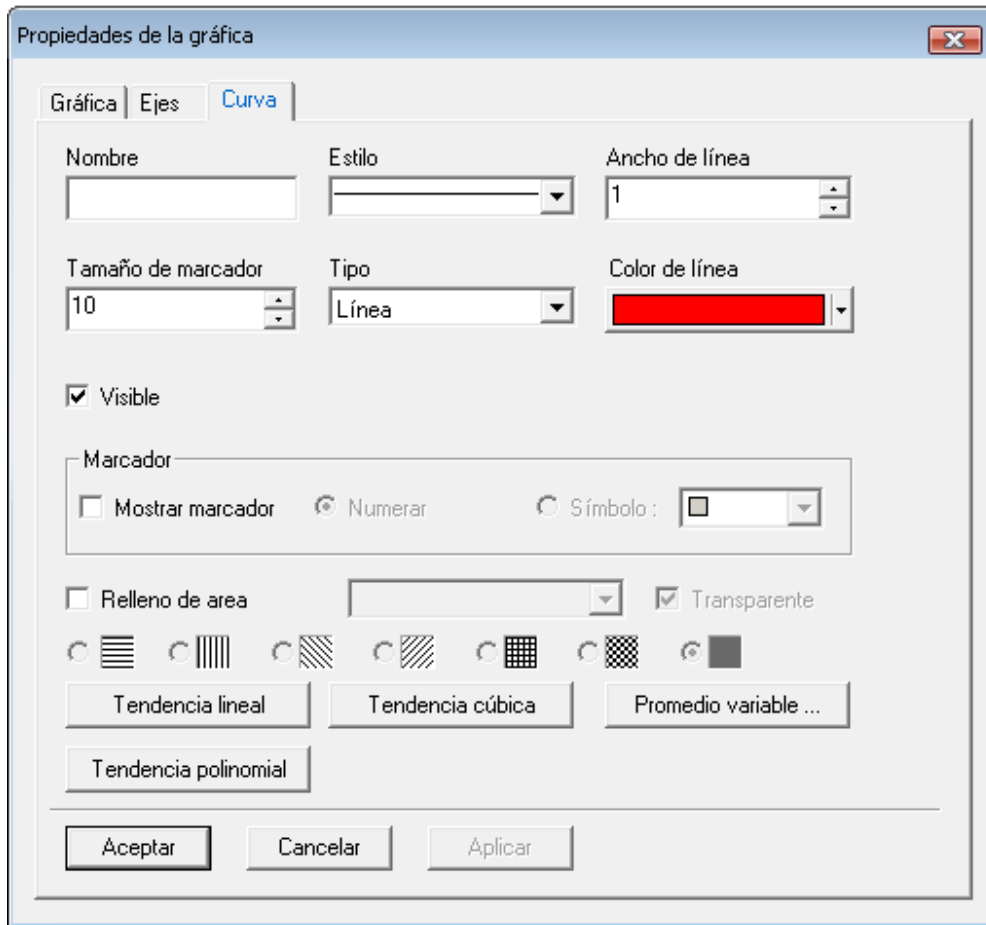 Propiedades de la gráfica
Gráfica Ejes Curva
Nombre Estilo Ancho de línea
1
Tamaño de marcador Tipo Color de línea
10 Línea
Visible
Marcador
Mostrar marcador Numerar Símbolo :
Relleno de area Transparente
Tendencia lineal Tendencia cúbica Promedio variable ...
Tendencia polinomial
Aceptar Cancelar Aplicar